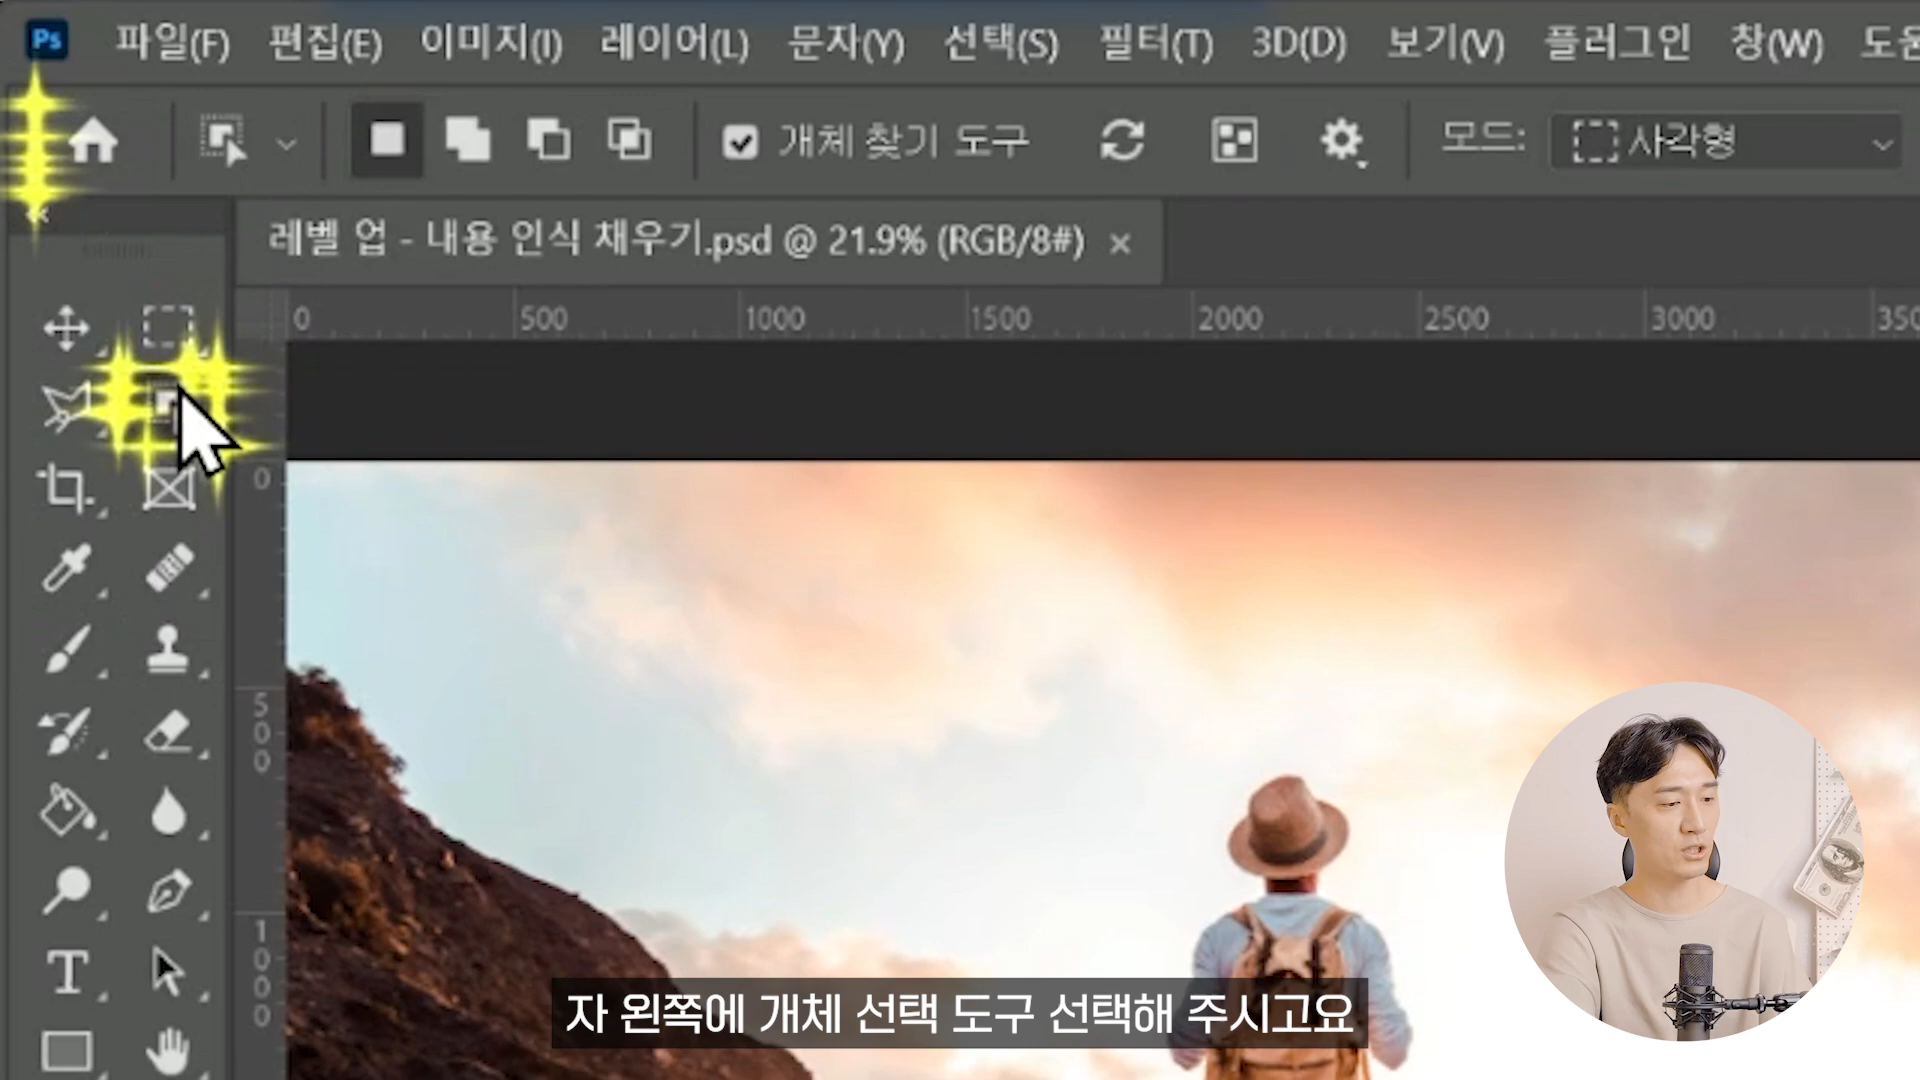 Ps 파일(F) 편집(E) 이미지(I) 레이어(L) 문자(Y) 선택(S) 필터(T) 3D(D) 보기(V) 플러그인 창(W)
개체 찾기 도구 모드: 사각형
레벨 업 - 내용 인식 채우기.psd @ 21.9% (RGB/8#) ×
0 500 1000 1500 2000 2500 3000
0
500
1000
자 왼쪽에 개체 선택 도구 선택해 주시고요